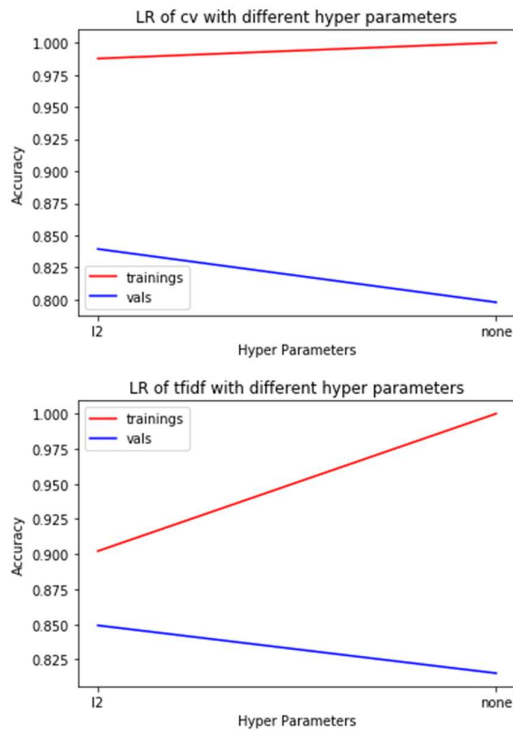 LR of cv with different hyper parameters
1.000
0.975
0.950
0.925
0.900
0.875
0.850
0.825
0.800
Accuracy
trainings
vals
l2
none
Hyper Parameters
LR of tfidf with different hyper parameters
1.000
0.975
0.950
0.925
0.900
0.875
0.850
0.825
Accuracy
trainings
vals
l2
none
Hyper Parameters